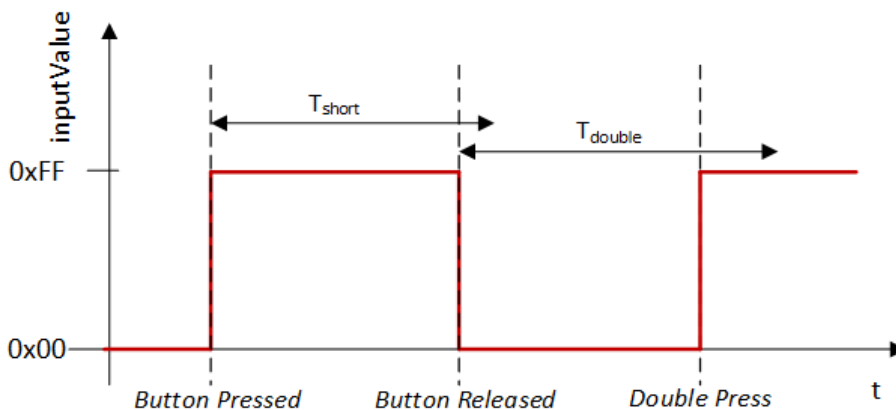 inputValue
T_short
T_double
0xFF
0x00
Button Pressed
Button Released
Double Press
t